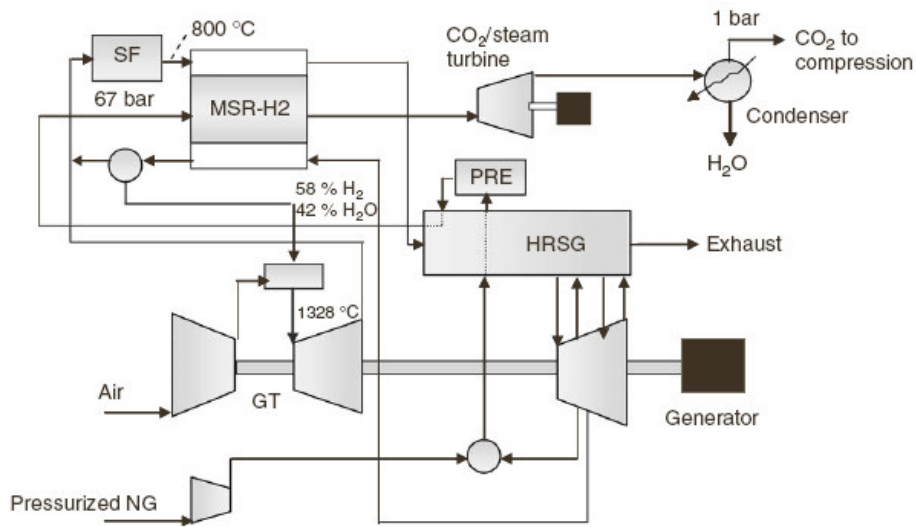 1 bar
800 °C
CO₂/steam
turbine
CO₂ to
compression
SF
67 bar
MSR-H2
Condenser
H₂O
PRE
58 % H₂
42 % H₂O
HRSG
Exhaust
1328 °C
Air
GT
Generator
Pressurized NG